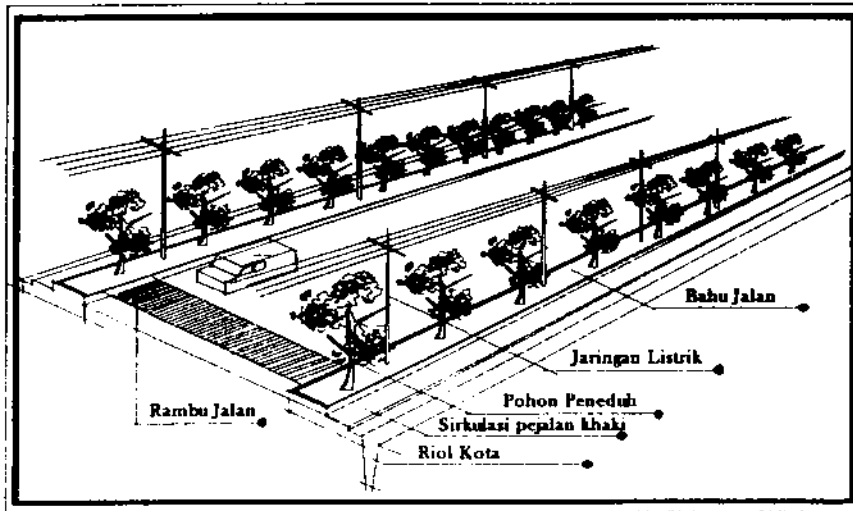 Bahu Jalan
Jaringan Listrik
Pohon Peneduh
Rambu Jalan
Sirkulasi pejalan khaki
Riol Kota